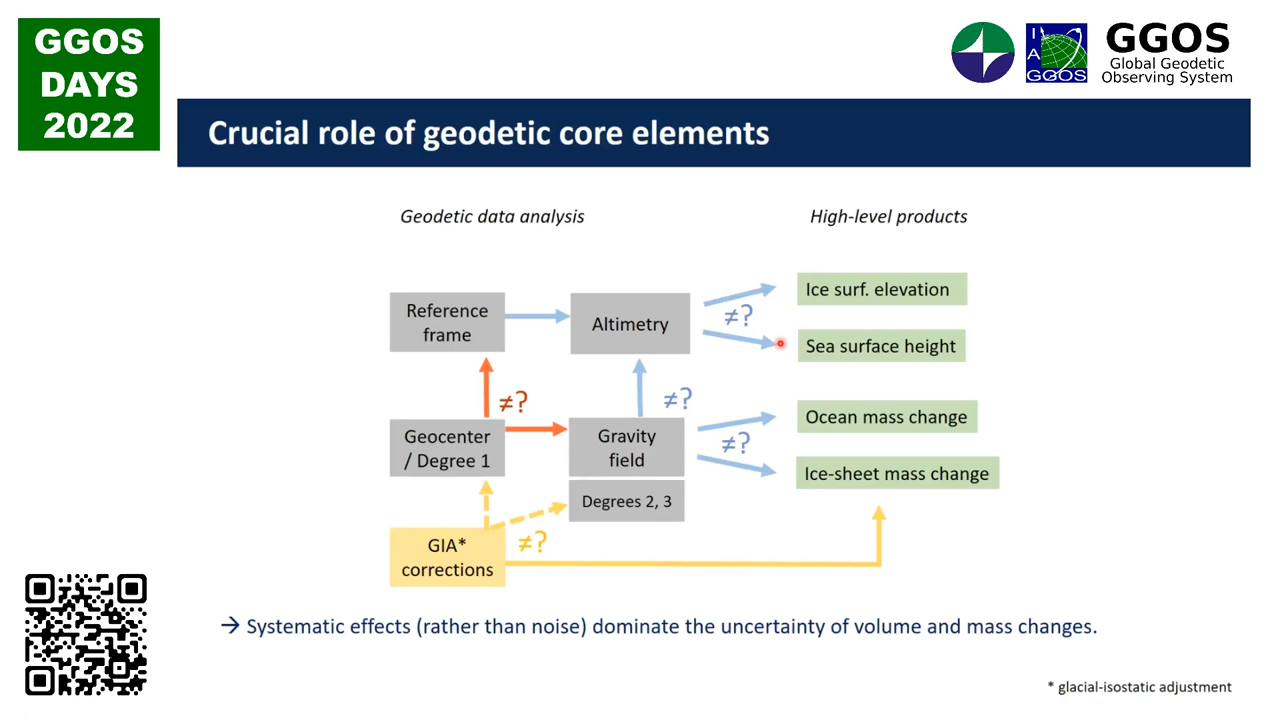 GGOS
DAYS
2022
I
A
G
GGOS
GGOS
Global Geodetic
Observing System
Crucial role of geodetic core elements
Geodetic data analysis
High-level products
Reference
frame
Altimetry
≠?
Ice surf. elevation
Sea surface height
≠?
≠?
Geocenter
/ Degree 1
Gravity
field
≠?
Ocean mass change
Ice-sheet mass change
Degrees 2, 3
GIA*
corrections
≠?
→ Systematic effects (rather than noise) dominate the uncertainty of volume and mass changes.
* glacial-isostatic adjustment